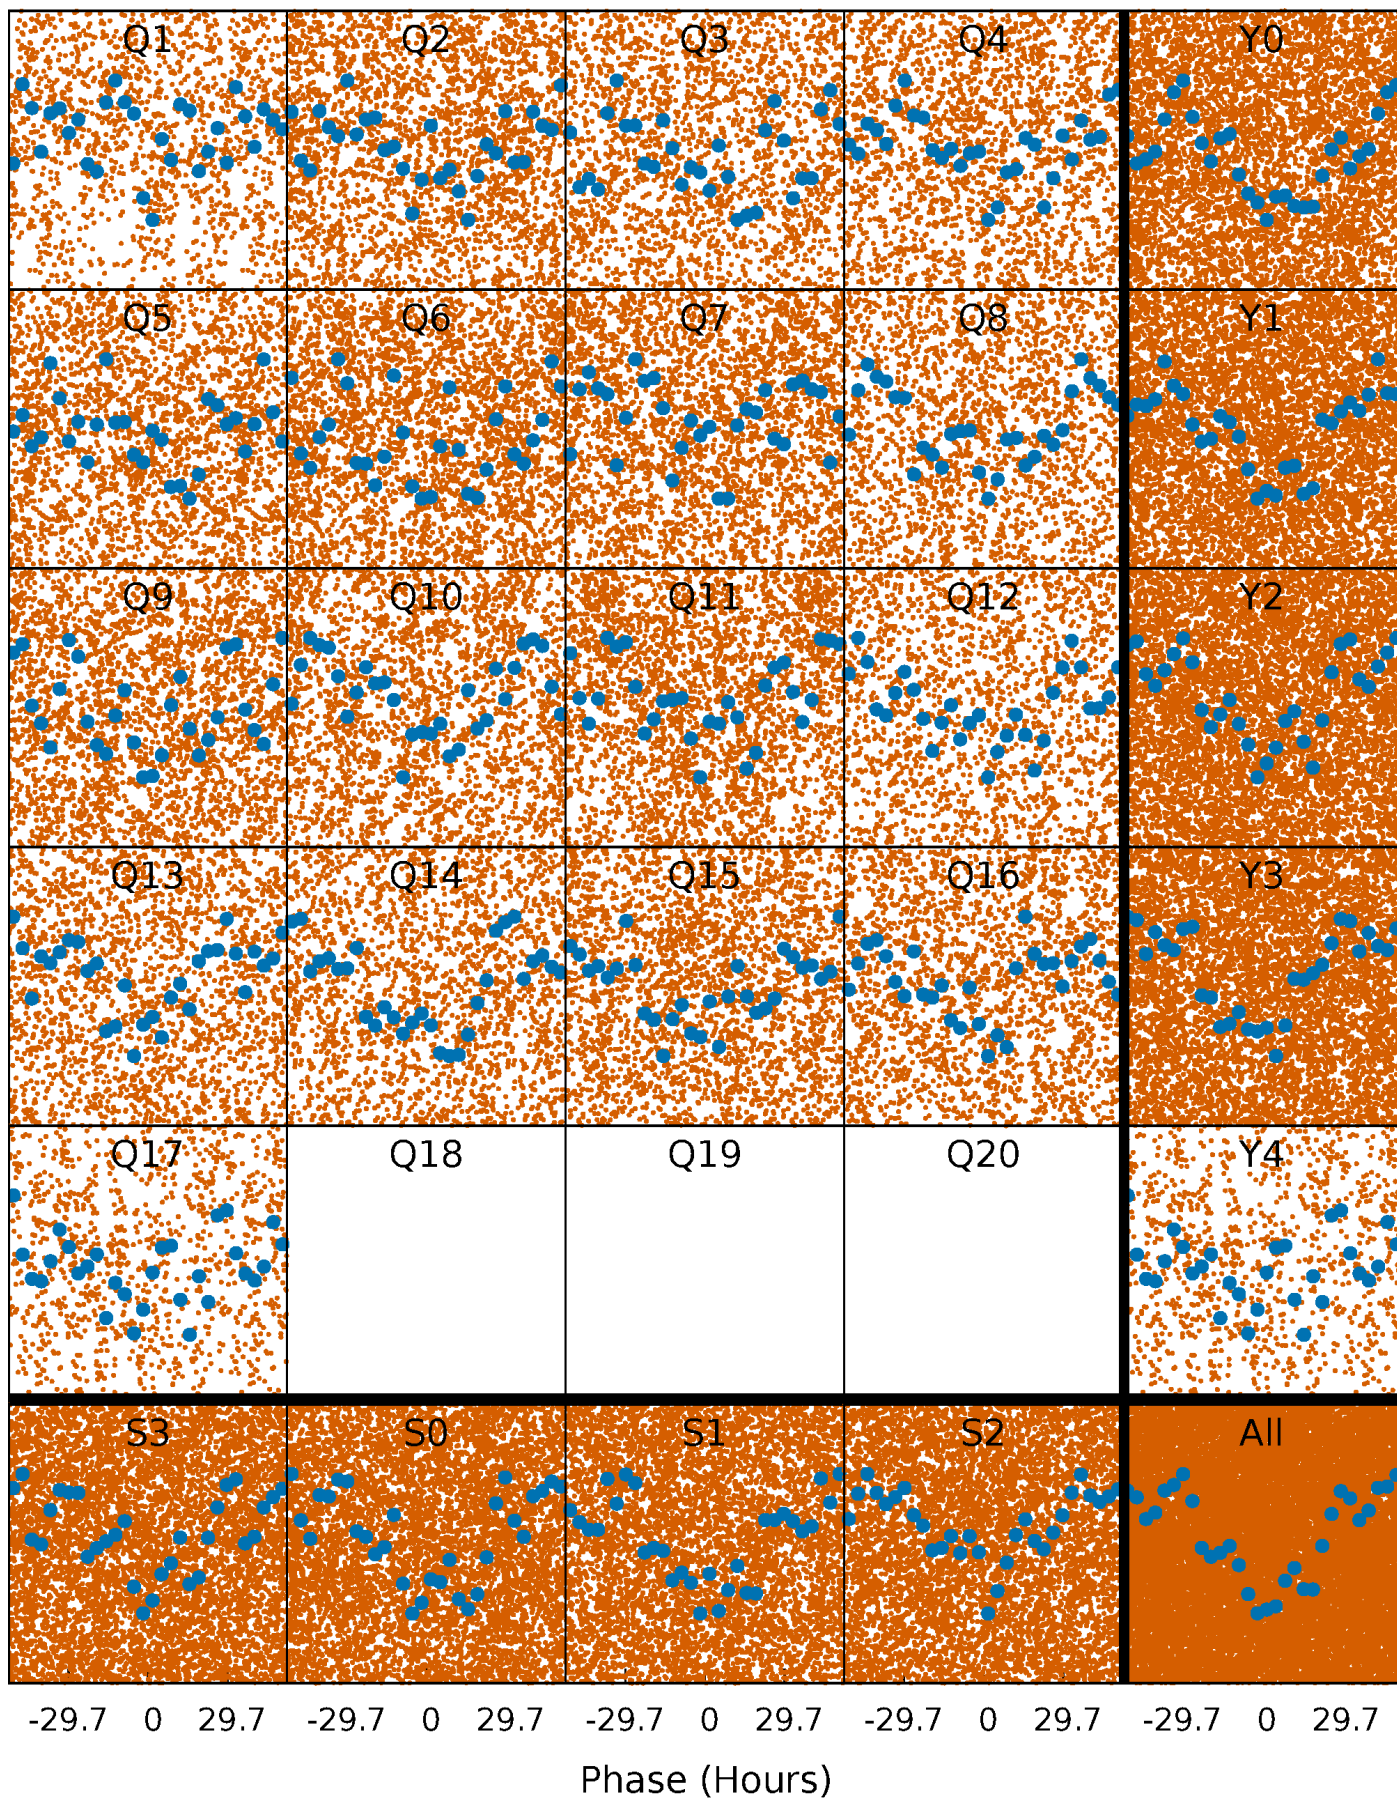 Q1 Q2 Q3 Q4 Y0
Q5 Q6 Q7 Q8 Y1
Q9 Q10 Q11 Q12 Y2
Q13 Q14 Q15 Q16 Y3
Q17 Q18 Q19 Q20 Y4
S3 S0 S1 S2 All
-29.7 0 29.7 -29.7 0 29.7 -29.7 0 29.7 -29.7 0 29.7 -29.7 0 29.7
Phase (Hours)